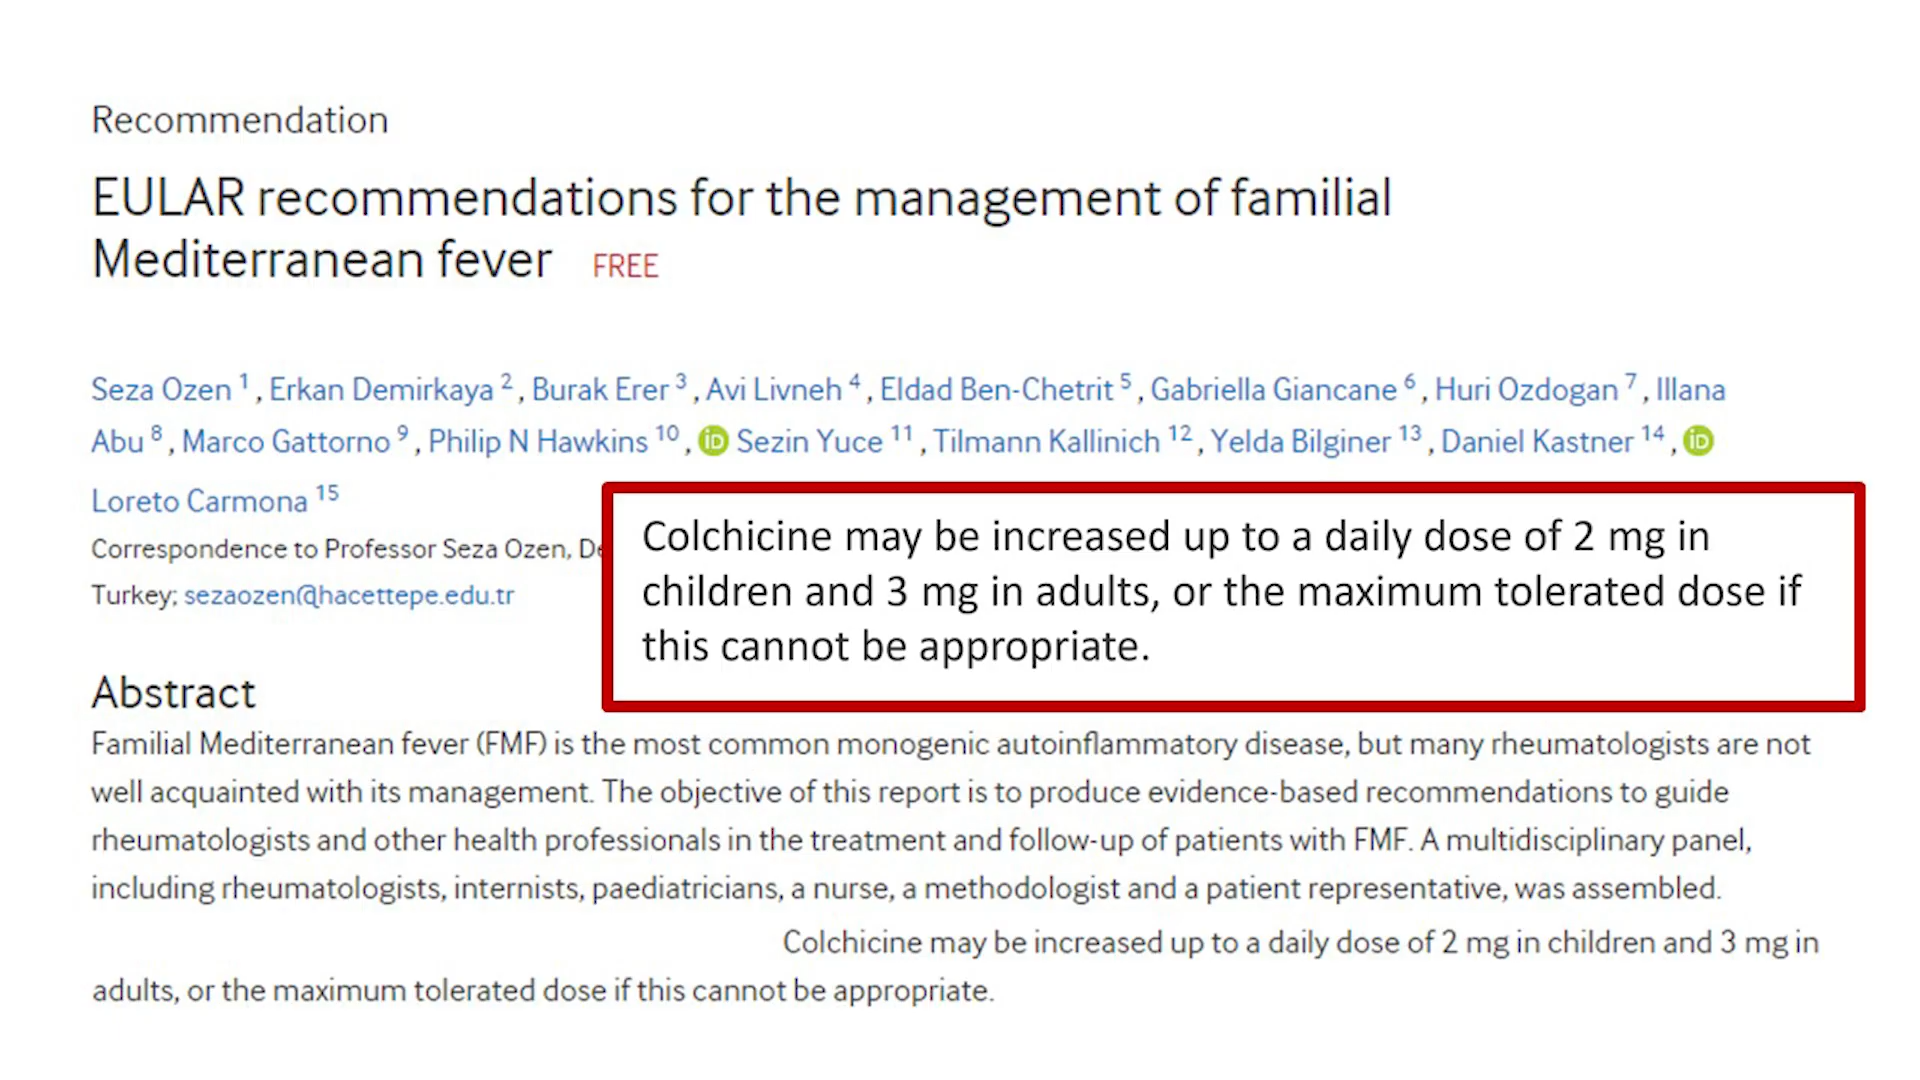 Recommendation
EULAR recommendations for the management of familial
Mediterranean fever FREE
Seza Ozen 1, Erkan Demirkaya 2, Burak Erer 3, Avi Livneh 4, Eldad Ben-Chetrit 5, Gabriella Giancane 6, Huri Ozdogan 7, Illana
Abu 8, Marco Gattorno 9, Philip N Hawkins 10, iD Sezin Yuce 11, Tilmann Kallinich 12, Yelda Bilginer 13, Daniel Kastner 14, iD
Loreto Carmona 15
Correspondence to Professor Seza Ozen,
Turkey; sezaozen@hacettepe.edu.tr
Colchicine may be increased up to a daily dose of 2 mg in
children and 3 mg in adults, or the maximum tolerated dose if
this cannot be appropriate.
Abstract
Familial Mediterranean fever (FMF) is the most common monogenic autoinflammatory disease, but many rheumatologists are not
well acquainted with its management. The objective of this report is to produce evidence-based recommendations to guide
rheumatologists and other health professionals in the treatment and follow-up of patients with FMF. A multidisciplinary panel,
including rheumatologists, internists, paediatricians, a nurse, a methodologist and a patient representative, was assembled.
Colchicine may be increased up to a daily dose of 2 mg in children and 3 mg in
adults, or the maximum tolerated dose if this cannot be appropriate.